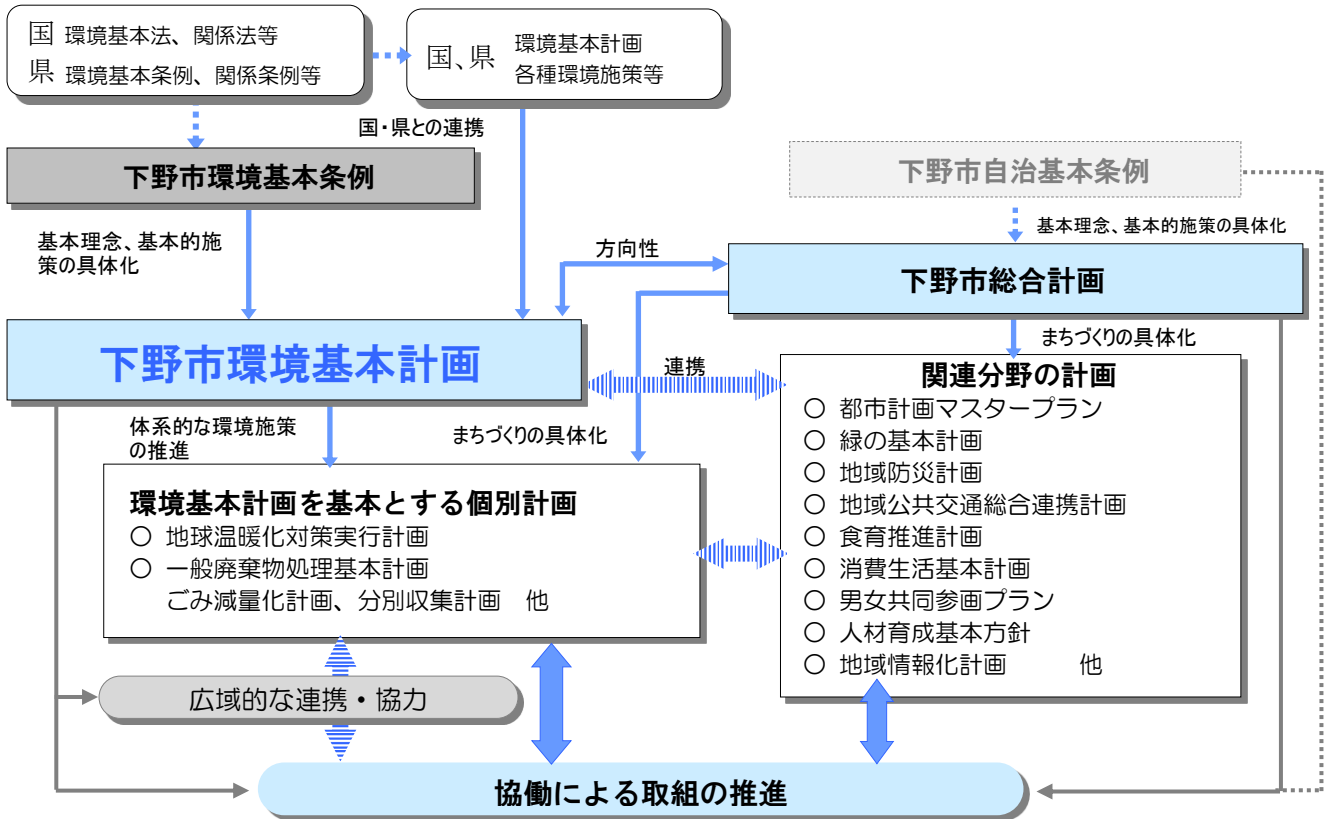 国 環境基本法、関係法等
県 環境基本条例、関係条例等
国、県 環境基本計画
各種環境施策等
国・県との連携
下野市環境基本条例
下野市自治基本条例
基本理念、基本的施
策の具体化
基本理念、基本的施策の具体化
方向性
下野市総合計画
下野市環境基本計画
まちづくりの具体化
連携
体系的な環境施策
の推進
まちづくりの具体化
環境基本計画を基本とする個別計画
○ 地球温暖化対策実行計画
○ 一般廃棄物処理基本計画
ごみ減量化計画、分別収集計画 他
関連分野の計画
○ 都市計画マスタープラン
○ 緑の基本計画
○ 地域防災計画
○ 地域公共交通総合連携計画
○ 食育推進計画
○ 消費生活基本計画
○ 男女共同参画プラン
○ 人材育成基本方針
○ 地域情報化計画 他
広域的な連携・協力
協働による取組の推進